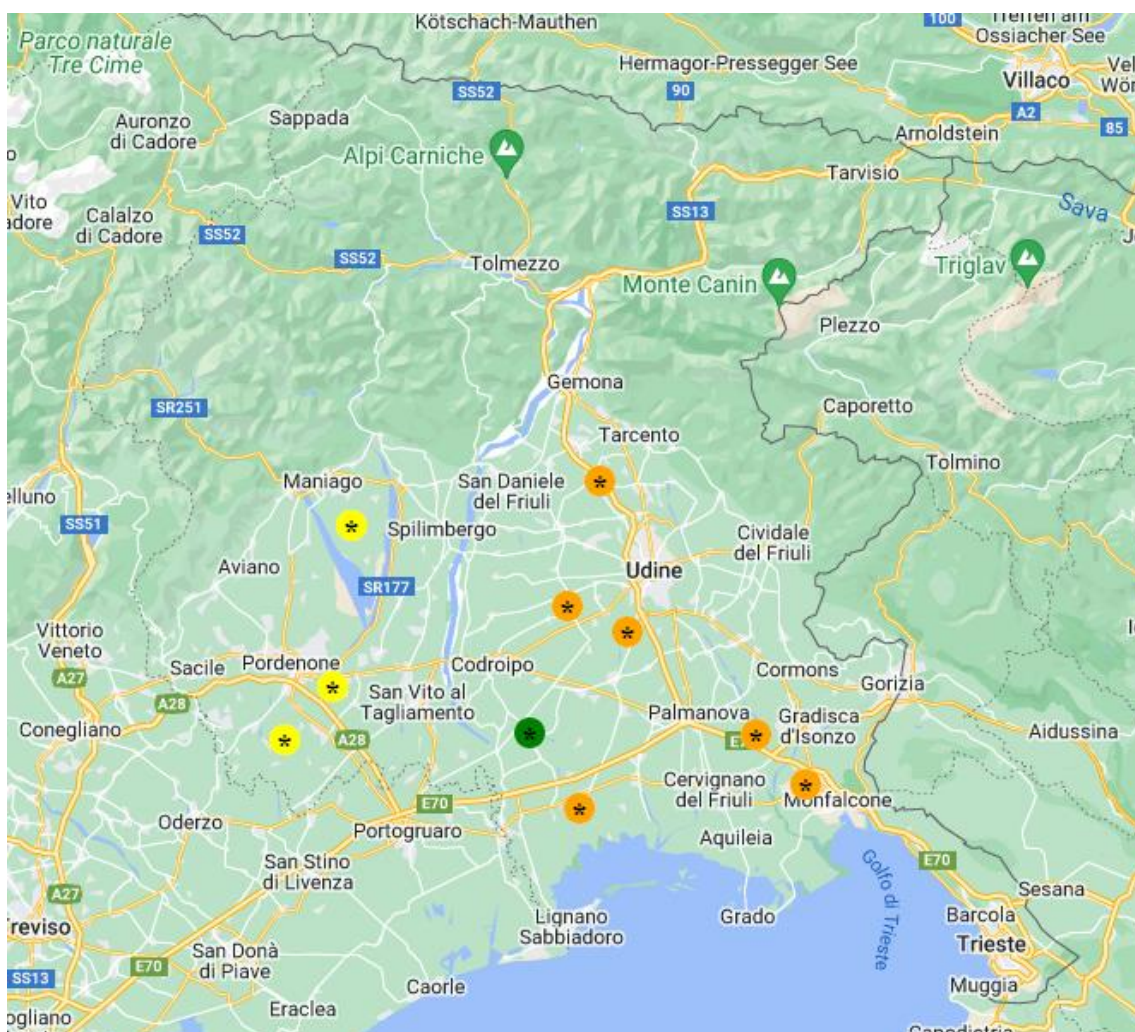 Kötschach-Mauthen
100
Treffen am
Ossiacher See
Parco naturale
Tre Cime
Hermagor-Pressegger See
Villaco
SS52
90
A2
85
Auronzo
di Cadore
Sappada
Arnoldstein
Alpi Carniche
Tarvisio
Calalzo
di Cadore
SS52
SS13
Sava
SS52
Tolmezzo
Monte Canin
Triglav
Plezzo
Gemona
SR251
Caporetto
Tarcento
Maniago
San Daniele
del Friuli
Tolmino
SS51
Spilimbergo
Cividale
del Friuli
Aviano
SR177
Udine
Vittorio
Veneto
A27
Sacile
Pordenone
Codroipo
Cormons
Gorizia
A28
San Vito al
Tagliamento
Conegliano
A28
Palmanova
Gradisca
d'Isonzo
Aidussina
Cervignano
del Friuli
Monfalcone
E70
Oderzo
Portogruaro
Aquileia
San Stino
di Livenza
E70
Golfo di Trieste
A27
Sesana
Lignano
Sabbiadoro
Grado
Barcola
Trieste
San Donà
di Piave
E70
SS13
Caorle
Muggia
Eraclea